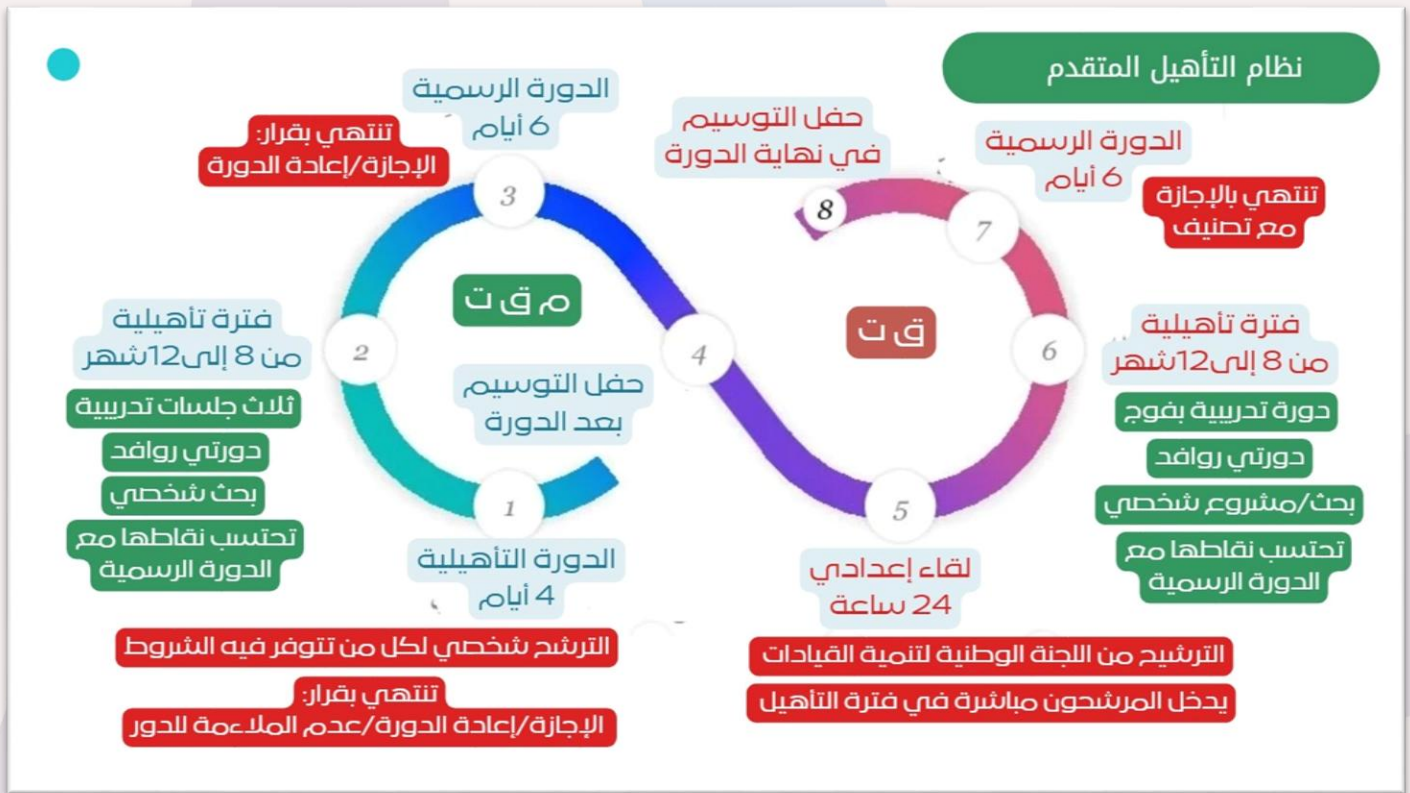 نظام التأهيل المتقدم
الدورة الرسمية
6 أيام
تنتهي بقرار:
الإجازة/إعادة الدورة
3
م ق ت
2
فترة تأهيلية
من 8 إلى12شهر
ثلاث جلسات تدريبية
دورتي روافد
بحث شخصي
تحتسب نقاطها مع
الدورة الرسمية
حفل التوسيم
بعد الدورة
4
1
الدورة التأهيلية
4 أيام
الترشح شخصي لكل من تتوفر فيه الشروط
تنتهي بقرار:
الإجازة/إعادة الدورة/عدم الملاءمة للدور
حفل التوسيم
في نهاية الدورة
8
الدورة الرسمية
6 أيام
7
تنتهي بالإجازة
مع تصنيف
ق ت
6
فترة تأهيلية
من 8 إلى12شهر
دورة تدريبية بفوج
دورتي روافد
بحث/مشروع شخصي
تحتسب نقاطها مع
الدورة الرسمية
5
لقاء إعدادي
24 ساعة
الترشيح من اللجنة الوطنية لتنمية القيادات
يدخل المرشحون مباشرة في فترة التأهيل